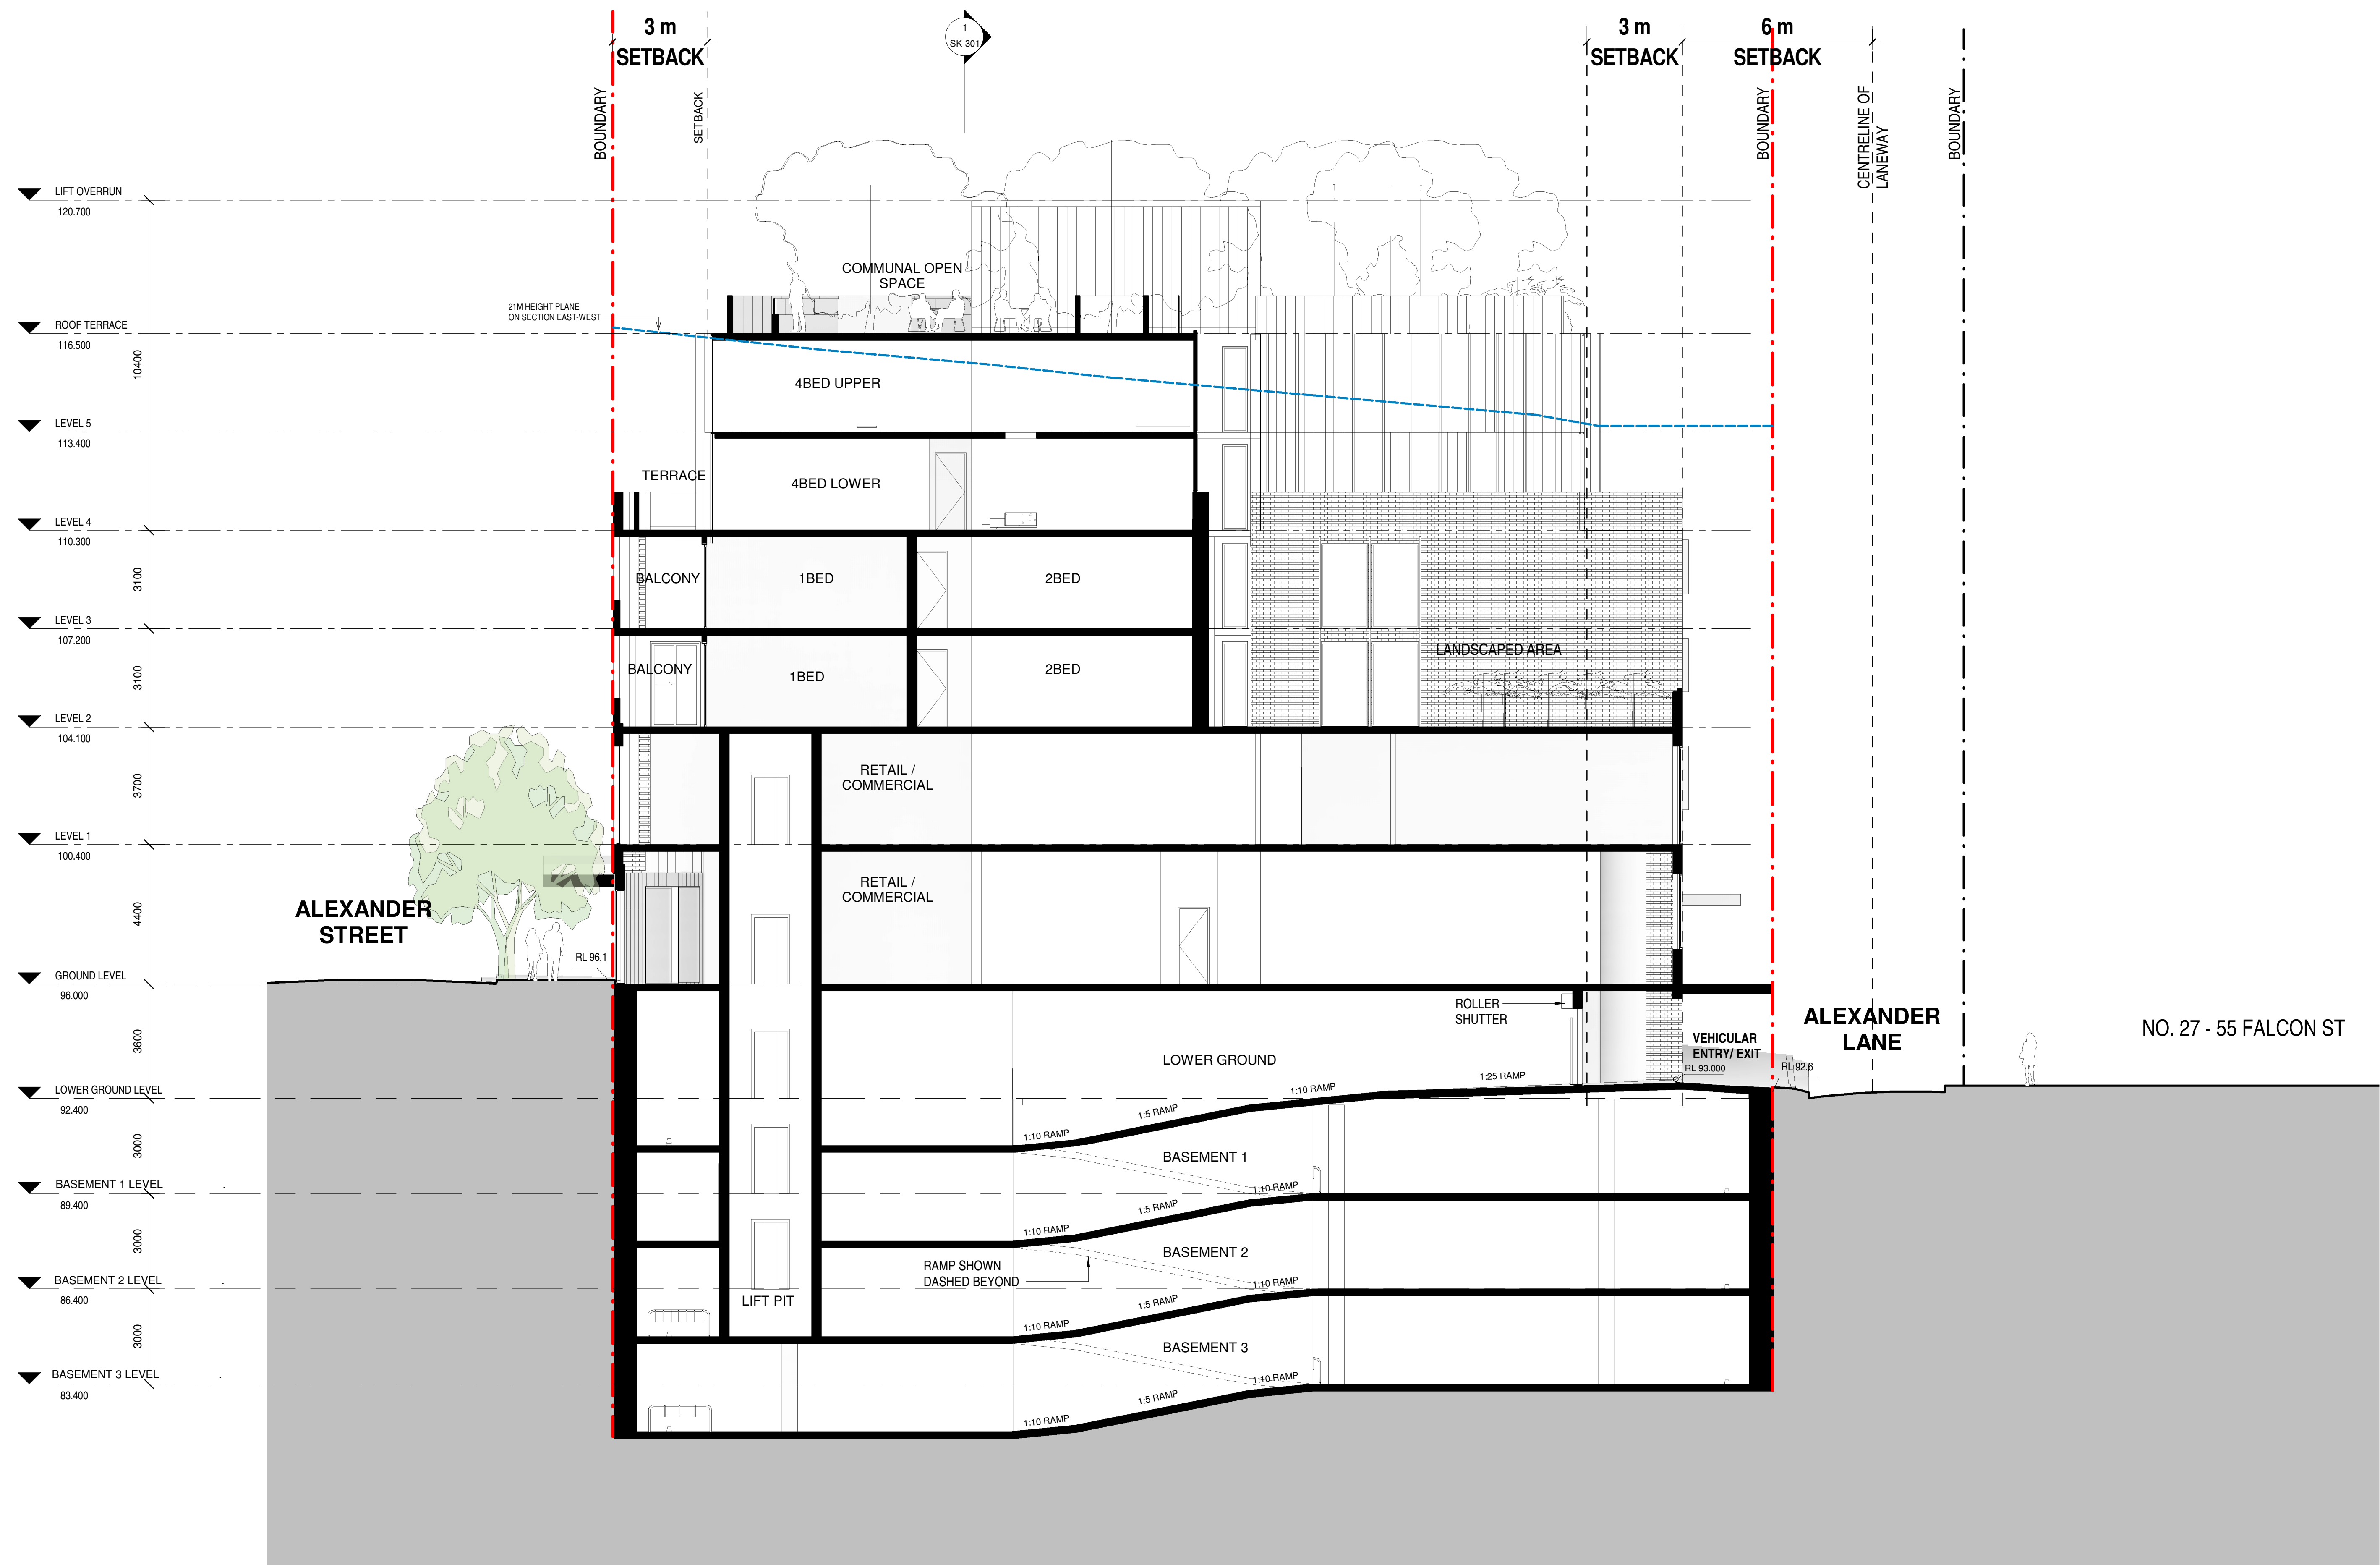 3 m
SETBACK
1
SK-301
3 m
SETBACK
6 m
SETBACK
BOUNDARY
SETBACK
BOUNDARY
CENTRELINE OF
LANEWAY
BOUNDARY
LIFT OVERRUN
120.700
COMMUNAL OPEN
SPACE
21M HEIGHT PLANE
ON SECTION EAST-WEST
ROOF TERRACE
116.500
10400
4BED UPPER
LEVEL 5
113.400
TERRACE
4BED LOWER
LEVEL 4
110.300
3100
BALCONY
1BED
2BED
LEVEL 3
107.200
3100
BALCONY
1BED
2BED
LANDSCAPED AREA
LEVEL 2
104.100
3700
RETAIL /
COMMERCIAL
LEVEL 1
100.400
4400
RETAIL /
COMMERCIAL
ALEXANDER
STREET
RL 96.1
GROUND LEVEL
96.000
3600
ROLLER
SHUTTER
ALEXANDER
LANE
NO. 27 - 55 FALCON ST
VEHICULAR
ENTRY/ EXIT
RL 93.000
RL 92.6
LOWER GROUND
1:25 RAMP
1:10 RAMP
1:5 RAMP
1:10 RAMP
LOWER GROUND LEVEL
92.400
3000
BASEMENT 1
BASEMENT 1 LEVEL
89.400
1:10 RAMP
1:5 RAMP
1:10 RAMP
3000
BASEMENT 2
RAMP SHOWN
DASHED BEYOND
BASEMENT 2 LEVEL
86.400
1:10 RAMP
LIFT PIT
1:5 RAMP
1:10 RAMP
3000
BASEMENT 3
BASEMENT 3 LEVEL
83.400
1:10 RAMP
1:5 RAMP
1:10 RAMP